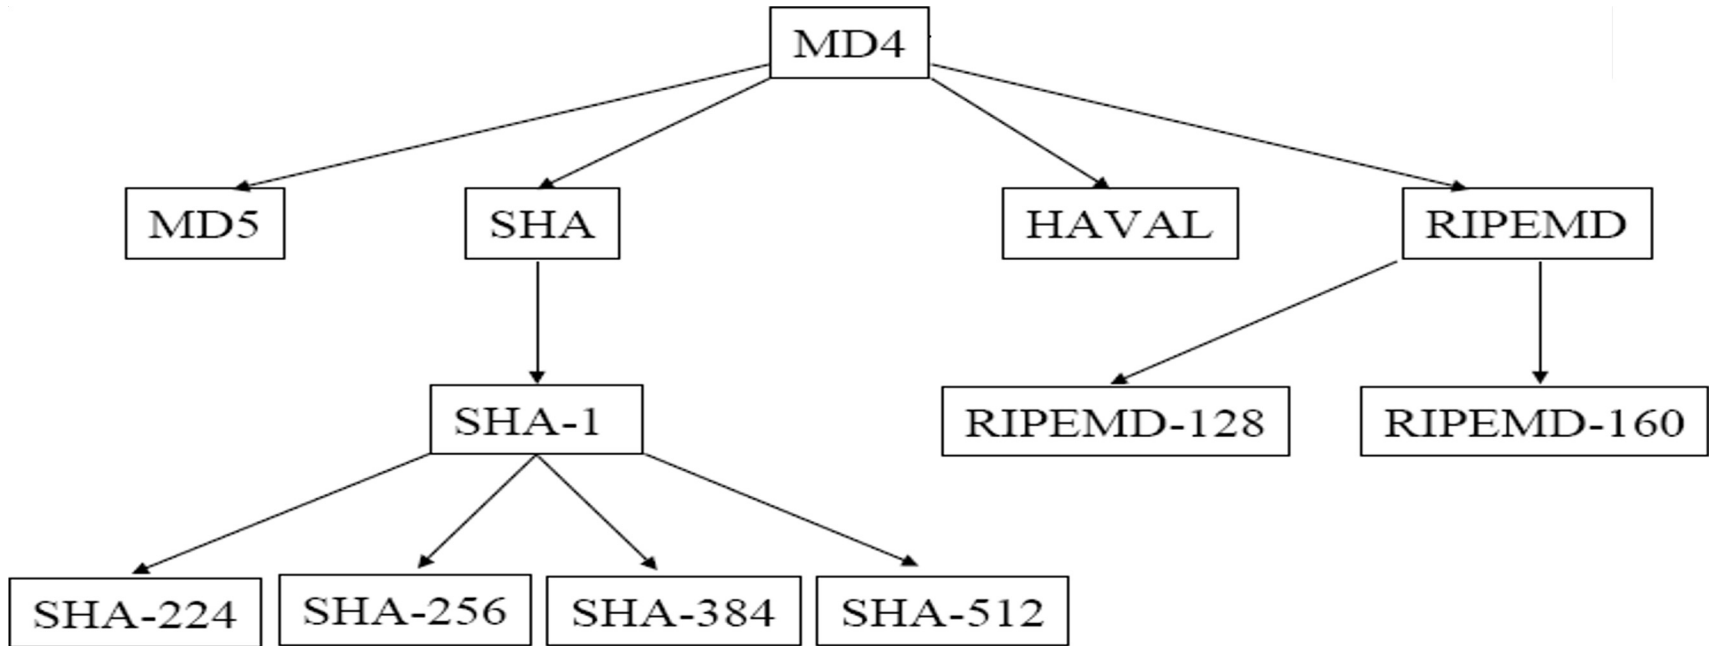 MD4
MD5
SHA
HAVAL
RIPEMD
SHA-1
RIPEMD-128
RIPEMD-160
SHA-224
SHA-256
SHA-384
SHA-512